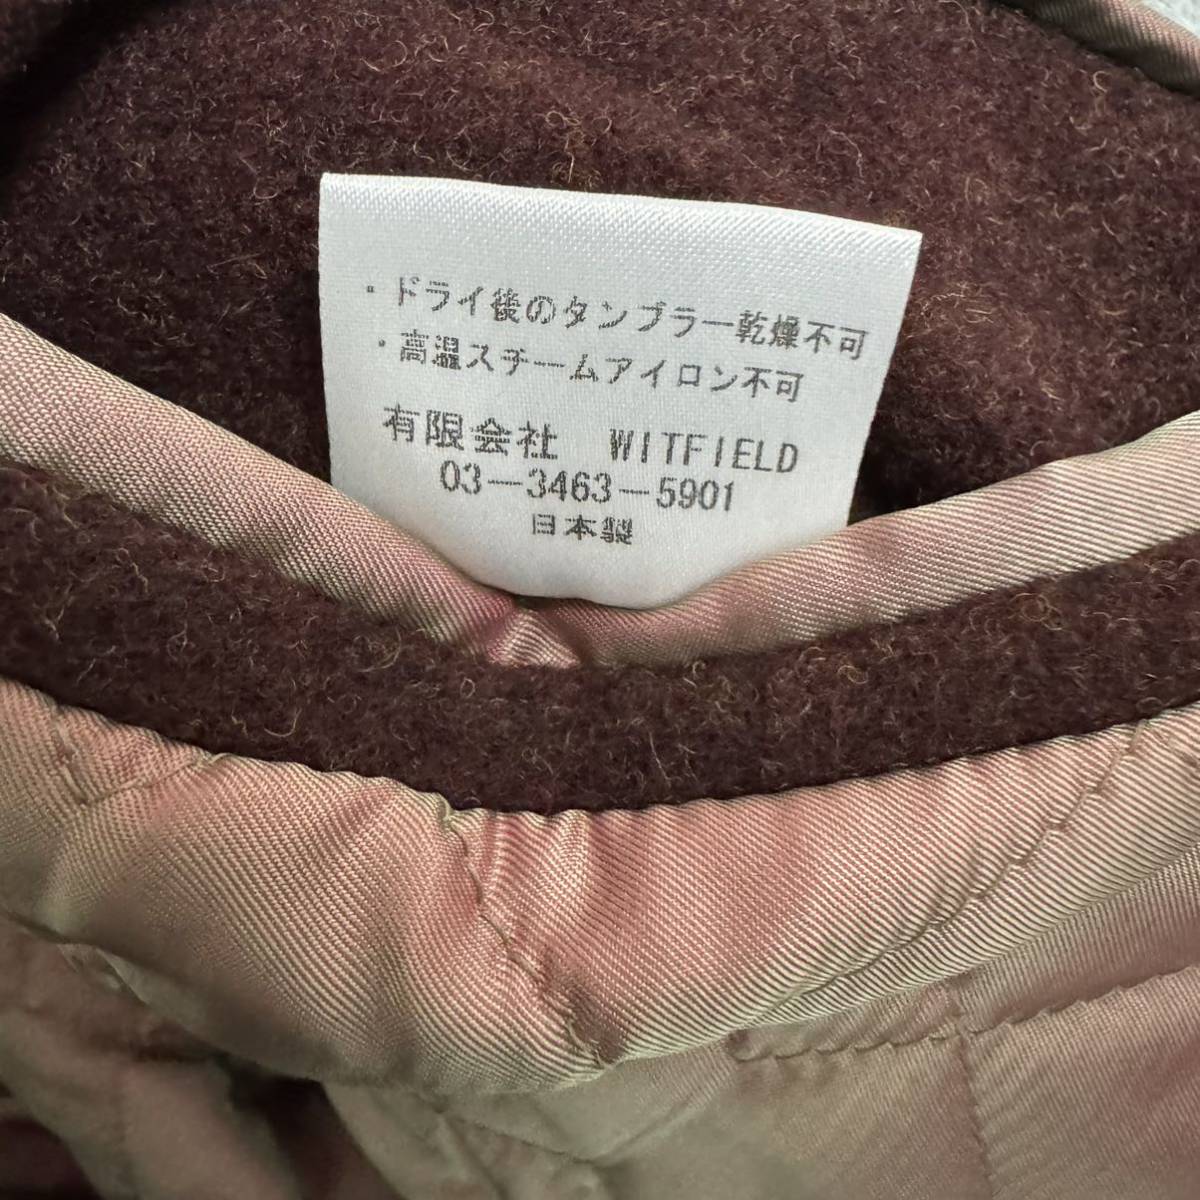 ・ドライ後のタンブラー乾燥不可
・高温スチームアイロン不可
有限会社　WITFIELD
03－3463－5901
日本製